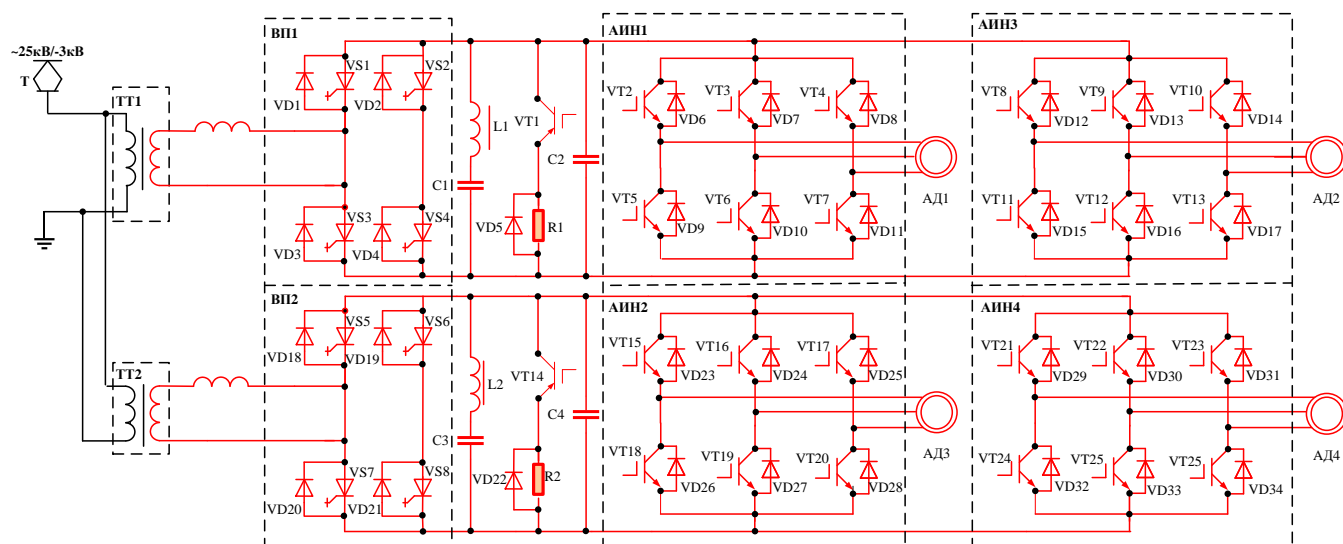 ~25кВ/-3кВ
Т
ТТ1
ВП1
VS1
VS2
VD1
VD2
VS3
VS4
VD3
VD4
L1
C1
VT1
C2
VD5
R1
АИН1
VT2
VT3
VT4
VD6
VD7
VD8
VT5
VT6
VT7
VD9
VD10
VD11
АД1
АИН3
VT8
VT9
VT10
VD12
VD13
VD14
VT11
VT12
VT13
VD15
VD16
VD17
АД2
ТТ2
ВП2
VS5
VS6
VD18
VD19
VS7
VS8
VD20
VD21
L2
C3
VT14
C4
VD22
R2
АИН2
VT15
VT16
VT17
VD23
VD24
VD25
VT18
VT19
VT20
VD26
VD27
VD28
АД3
АИН4
VT21
VT22
VT23
VD29
VD30
VD31
VT24
VT25
VT25
VD32
VD33
VD34
АД4